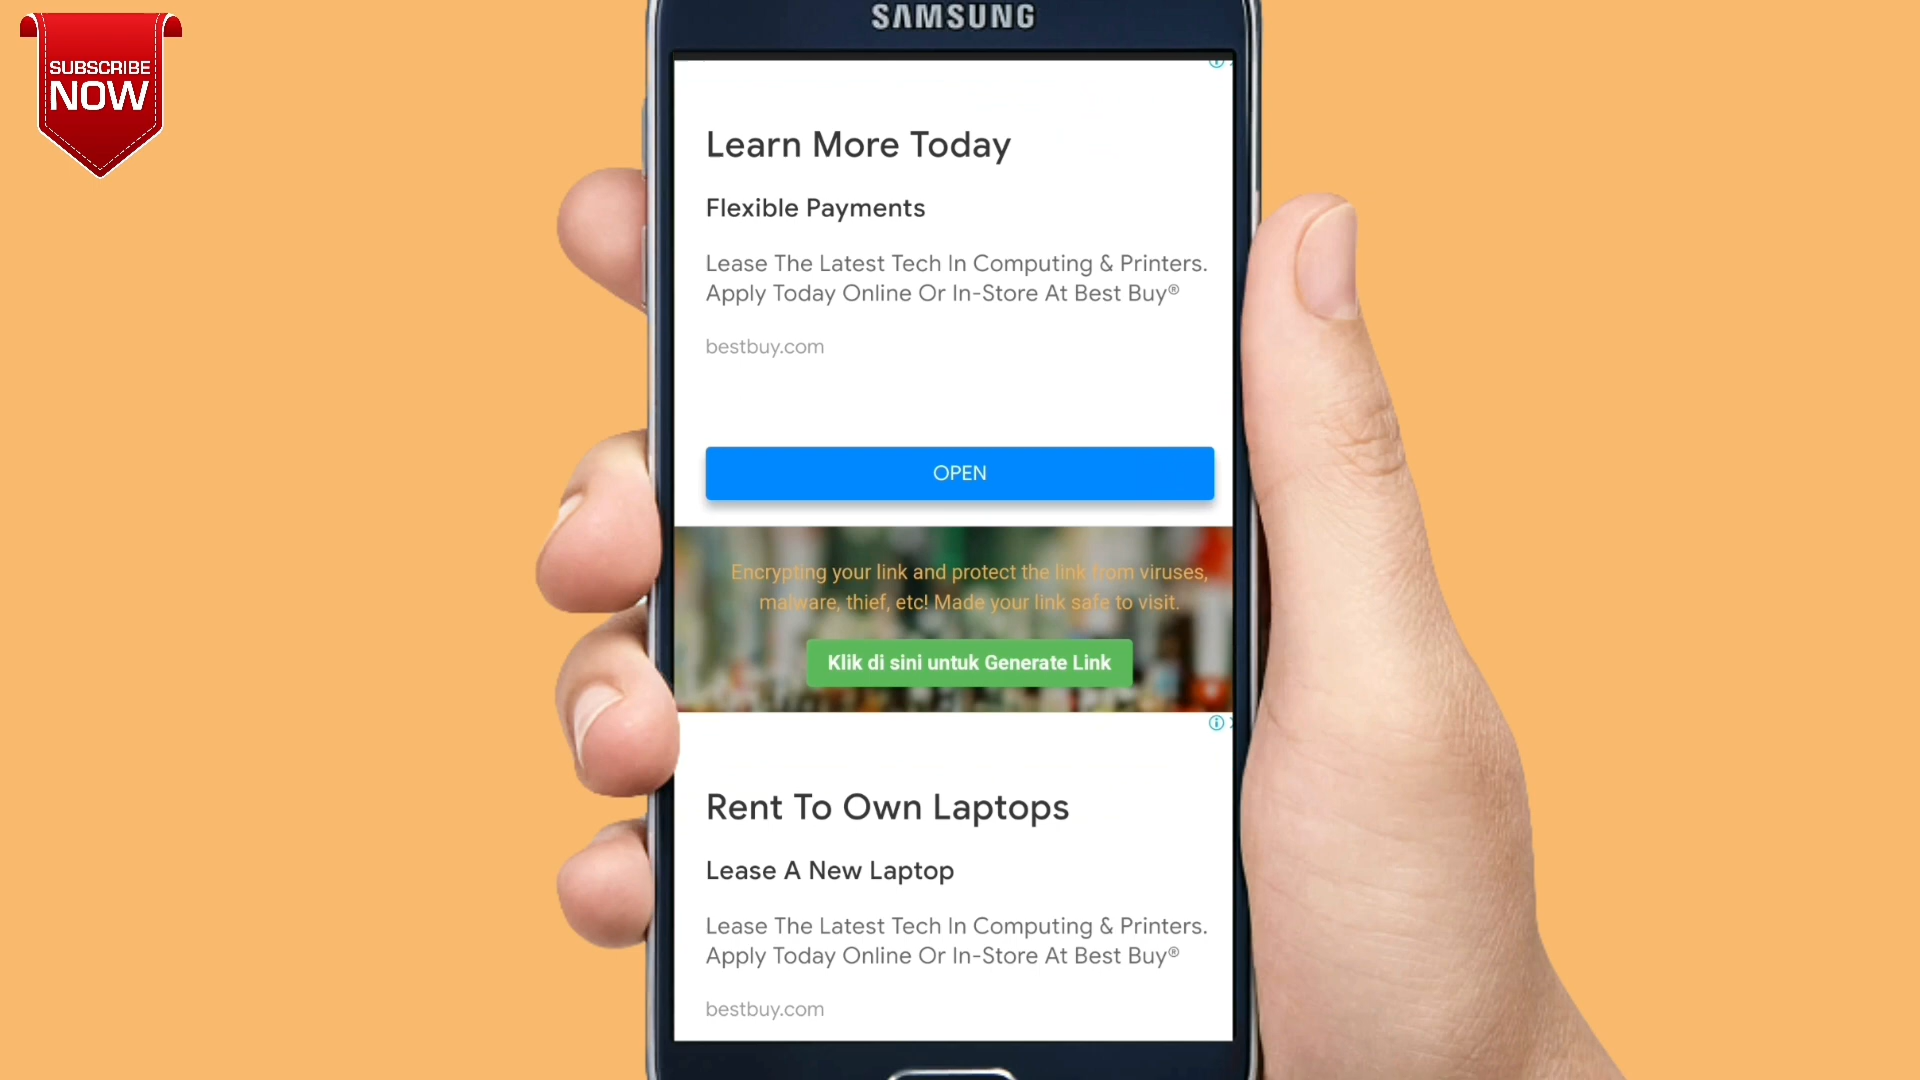 SUBSCRIBE
NOW
SAMSUNG
Learn More Today
Flexible Payments
Lease The Latest Tech In Computing & Printers.
Apply Today Online Or In-Store At Best Buy®
bestbuy.com
OPEN
Encrypting your link and protect the link from viruses,
malware, thief, etc! Made your link safe to visit.
Klik di sini untuk Generate Link
Rent To Own Laptops
Lease A New Laptop
Lease The Latest Tech In Computing & Printers.
Apply Today Online Or In-Store At Best Buy®
bestbuy.com